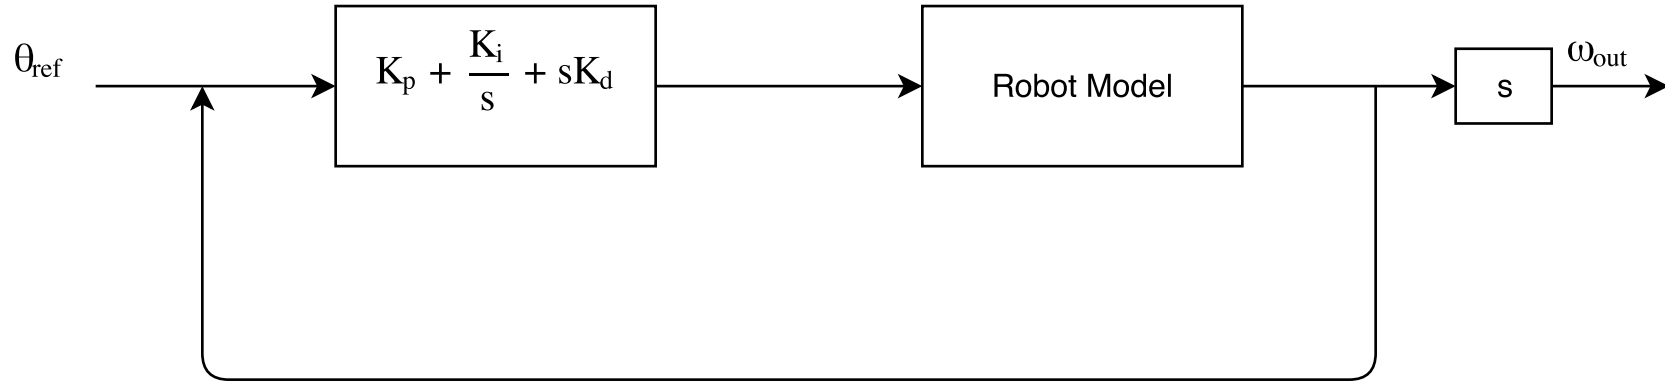 θref
Kp + Ki/s + sKd
Robot Model
s
ωout